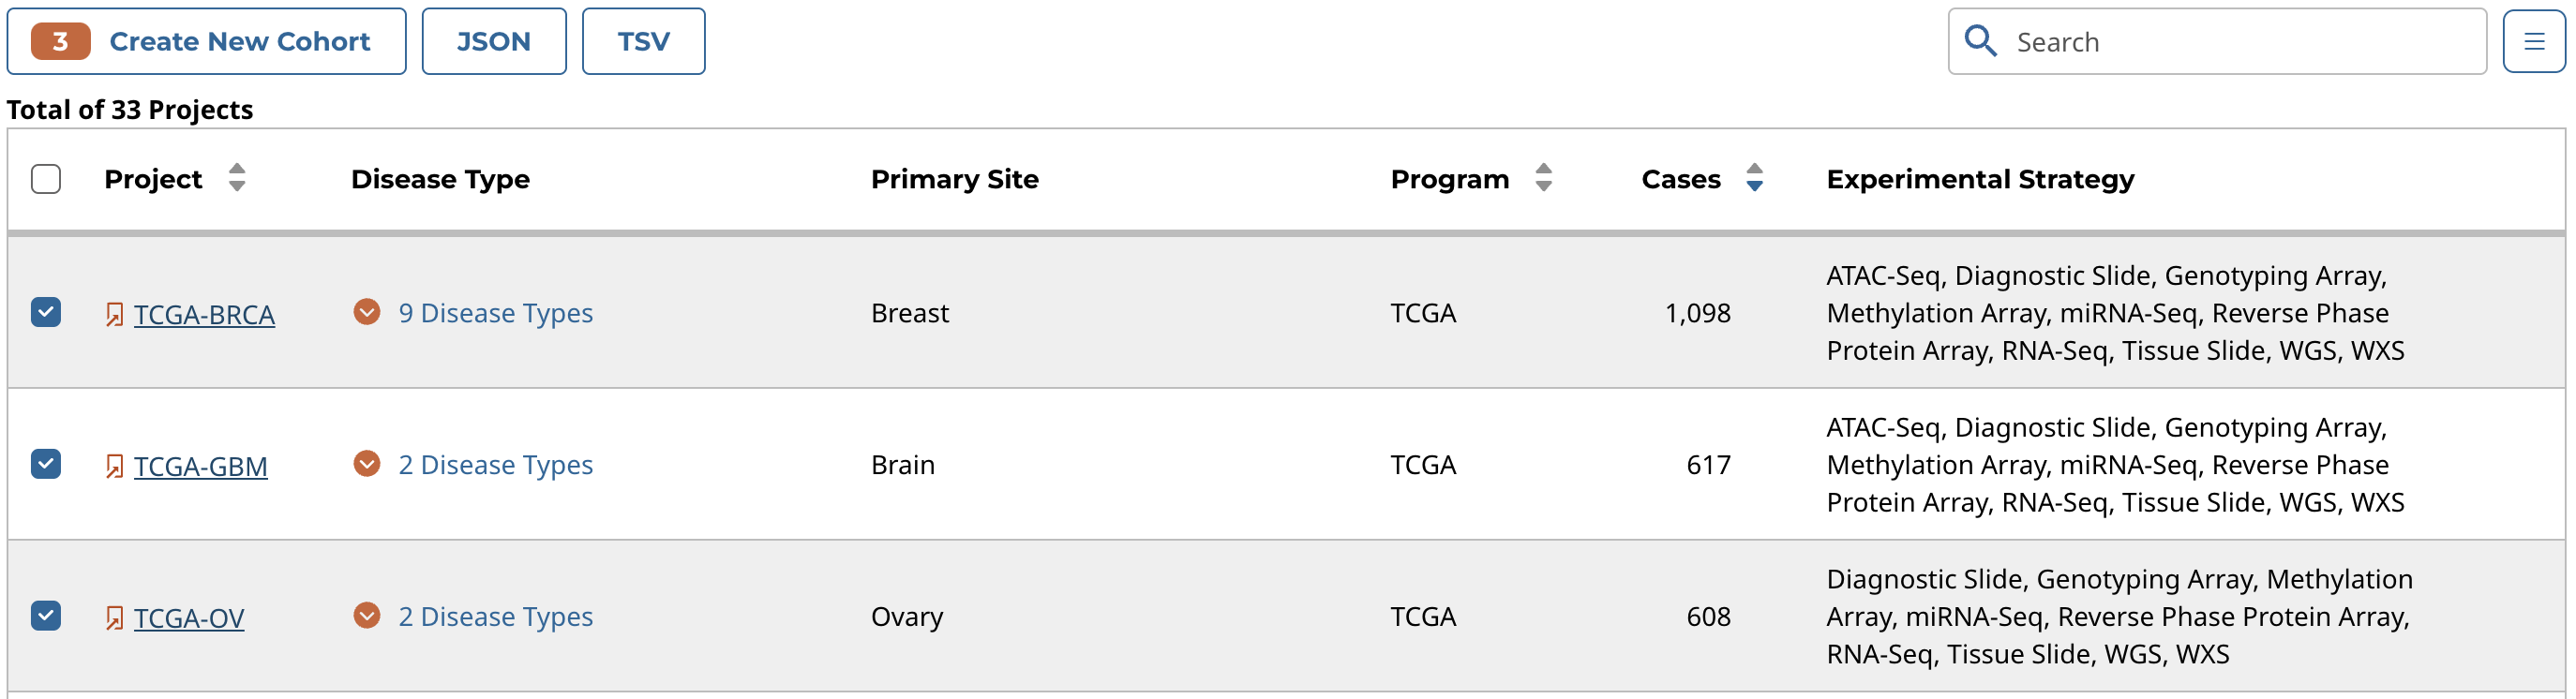 3 Create New Cohort JSON TSV Search
Total of 33 Projects
Project Disease Type Primary Site Program Cases Experimental Strategy
TCGA-BRCA 9 Disease Types Breast TCGA 1,098 ATAC-Seq, Diagnostic Slide, Genotyping Array,
Methylation Array, miRNA-Seq, Reverse Phase
Protein Array, RNA-Seq, Tissue Slide, WGS, WXS
TCGA-GBM 2 Disease Types Brain TCGA 617 ATAC-Seq, Diagnostic Slide, Genotyping Array,
Methylation Array, miRNA-Seq, Reverse Phase
Protein Array, RNA-Seq, Tissue Slide, WGS, WXS
TCGA-OV 2 Disease Types Ovary TCGA 608 Diagnostic Slide, Genotyping Array, Methylation
Array, miRNA-Seq, Reverse Phase Protein Array,
RNA-Seq, Tissue Slide, WGS, WXS